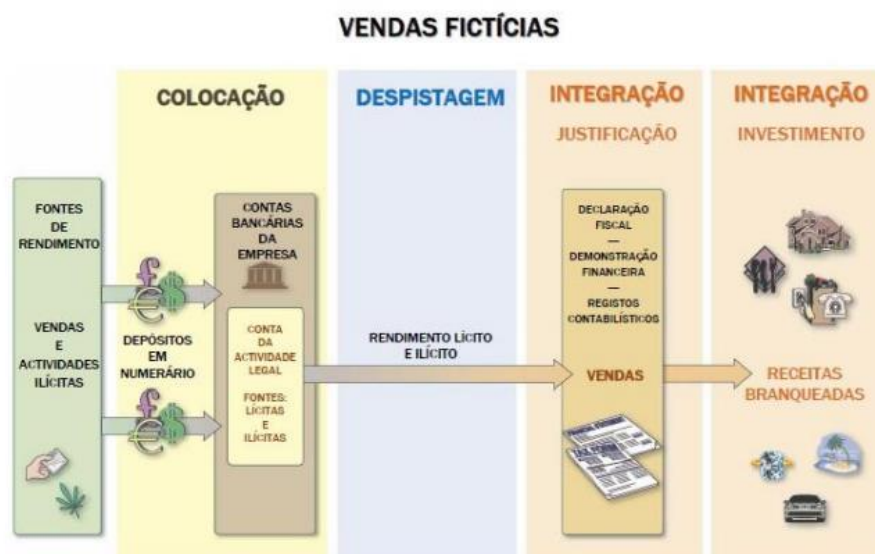 VENDAS FICTÍCIAS
COLOCAÇÃO
DESPISTAGEM
INTEGRAÇÃO
JUSTIFICAÇÃO
INTEGRAÇÃO
INVESTIMENTO
FONTES
DE
RENDIMENTO
VENDAS
E
ACTIVIDADES
ILÍCITAS
DEPÓSITOS
EM
NUMERÁRIO
CONTAS
BANCÁRIAS
DA
EMPRESA
CONTA
DA
ACTIVIDADE
LEGAL
FONTES:
LÍCITAS
E
ILÍCITAS
RENDIMENTO LÍCITO
E ILÍCITO
DECLARAÇÃO
FISCAL
—
DEMONSTRAÇÃO
FINANCEIRA
—
REGISTOS
CONTABILÍSTICOS
VENDAS
TAX FORM
RECEITAS
BRANQUEADAS